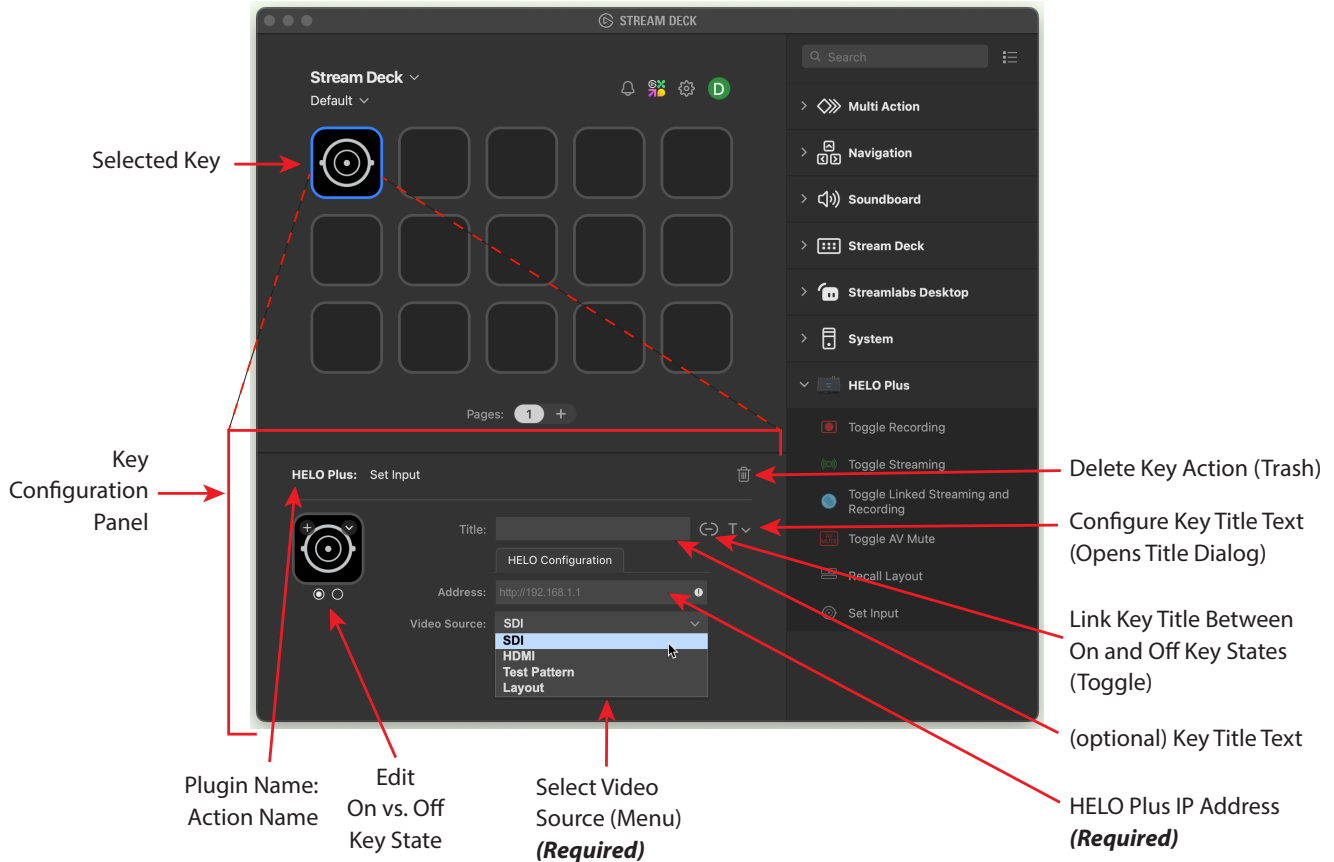 STREAM DECK
Stream Deck
Default
D
Search
Multi Action
Navigation
Soundboard
Stream Deck
Streamlabs Desktop
System
HELO Plus
Toggle Recording
Toggle Streaming
Toggle Linked Streaming and
Recording
AV
MUTE
Toggle AV Mute
Recall Layout
Set Input
Selected Key
Pages: 1 +
Key
Configuration
Panel
HELO Plus: Set Input
Title:
T
HELO Configuration
Address: http://192.168.1.1
Video Source: SDI
SDI
HDMI
Test Pattern
Layout
Delete Key Action (Trash)
Configure Key Title Text
(Opens Title Dialog)
Link Key Title Between
On and Off Key States
(Toggle)
(optional) Key Title Text
HELO Plus IP Address
(Required)
Plugin Name:
Action Name
Edit
On vs. Off
Key State
Select Video
Source (Menu)
(Required)